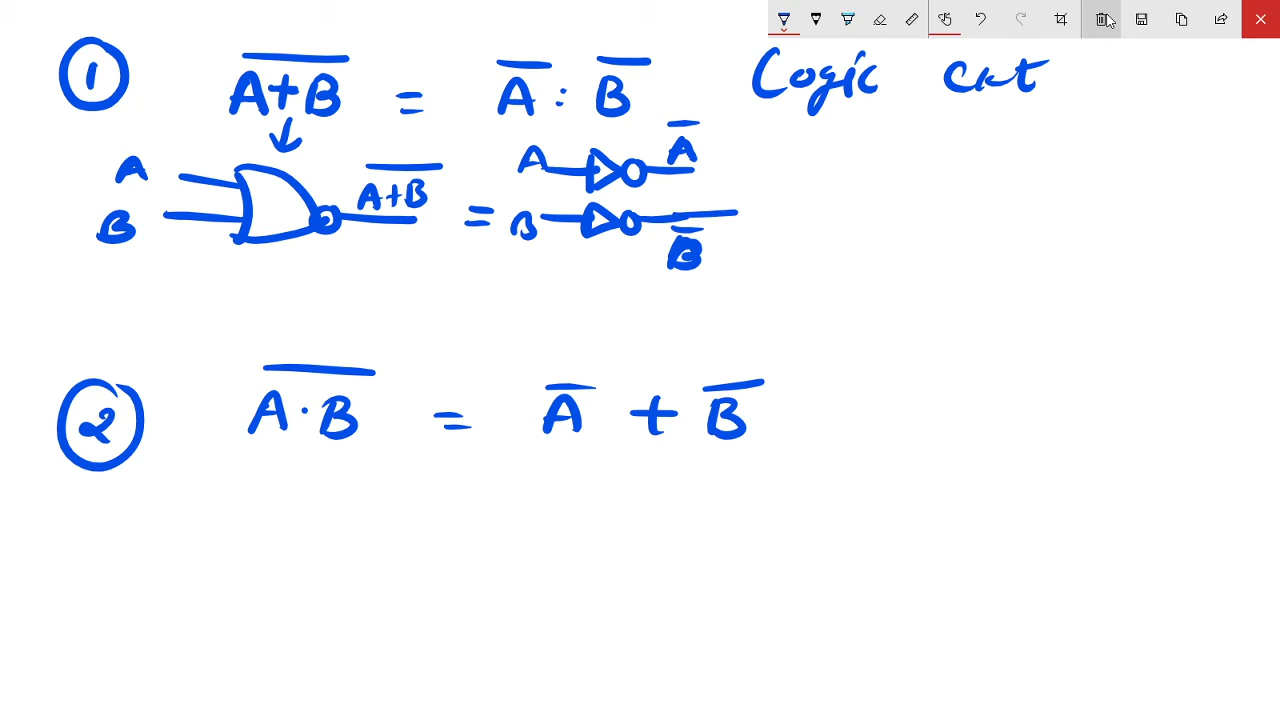 ① A̅+̅B̅ = A̅ : B̅ Logic ckt
A A̅+̅B̅ = A A̅
B B B̅
② A̅·̅B̅ = A̅ + B̅